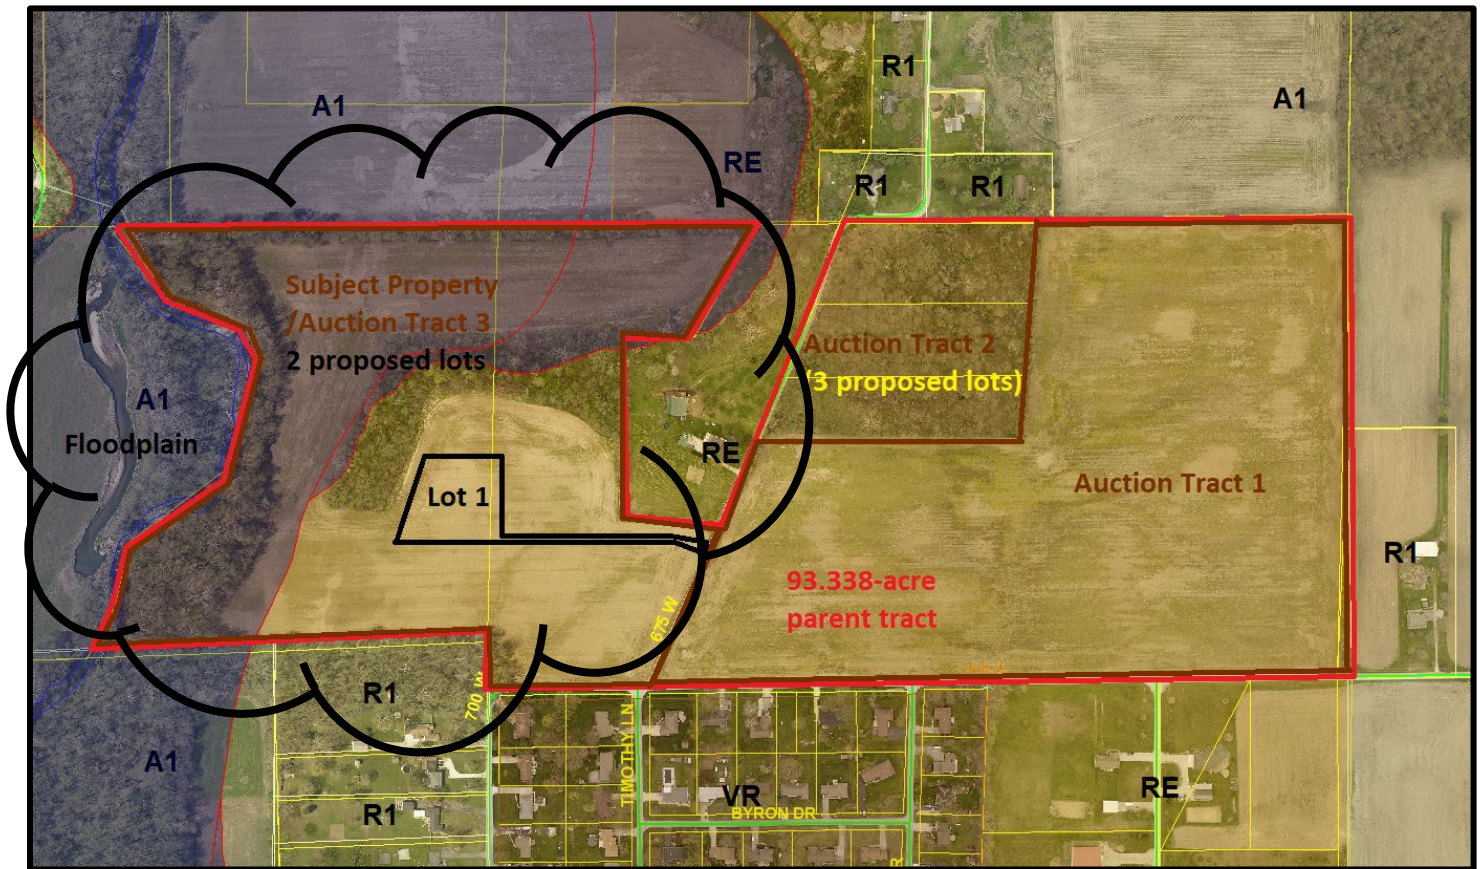 R1
A1
A1
RE
R1
R1
Subject Property
/Auction Tract 3
2 proposed lots
Auction Tract 2
(3 proposed lots)
A1
Floodplain
RE
Lot 1
Auction Tract 1
R1
93.338-acre
parent tract
675 W
R1
700 W
TIMOTHY LN
A1
RE
VR
BYRON DR
R1
R